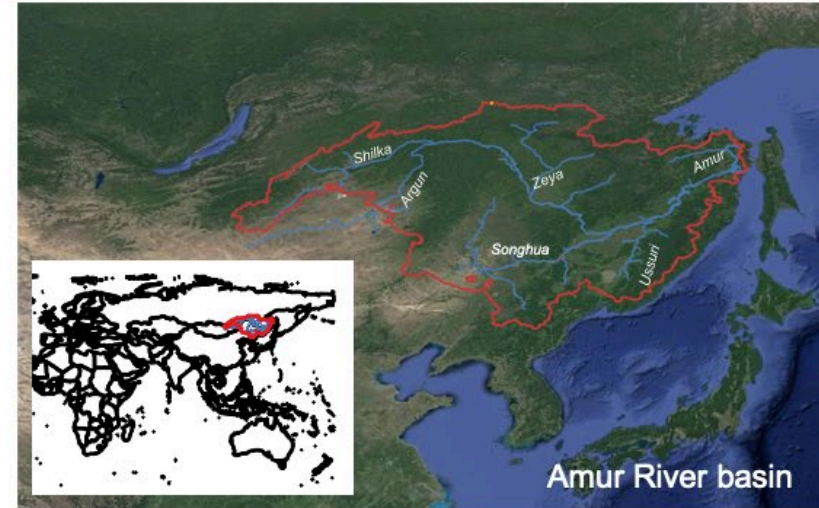 Shilka
Argun
Zeya
Amur
Songhua
Ussuri
Amur River basin